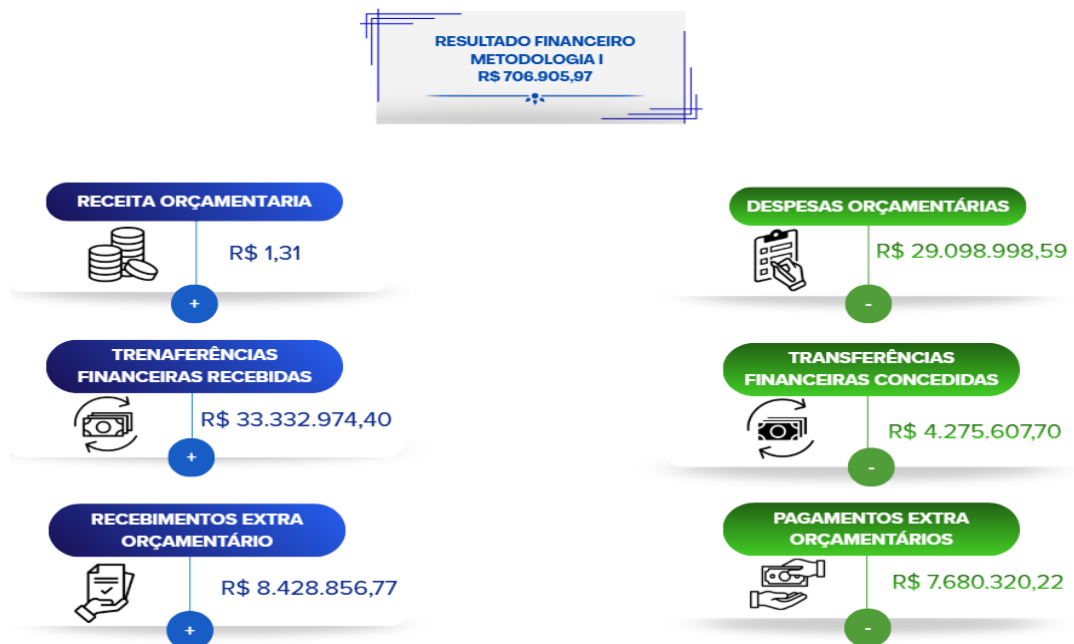 RESULTADO FINANCEIRO
METODOLOGIA I
R$ 706.905,97
RECEITA ORÇAMENTARIA
R$ 1,31
+
TRENAFERÊNCIAS
FINANCEIRAS RECEBIDAS
R$ 33.332.974,40
+
RECEBIMENTOS EXTRA
ORÇAMENTÁRIO
R$ 8.428.856,77
+
DESPESAS ORÇAMENTÁRIAS
R$ 29.098.998,59
-
TRANSFERÊNCIAS
FINANCEIRAS CONCEDIDAS
R$ 4.275.607,70
-
PAGAMENTOS EXTRA
ORÇAMENTÁRIOS
R$ 7.680.320,22
-